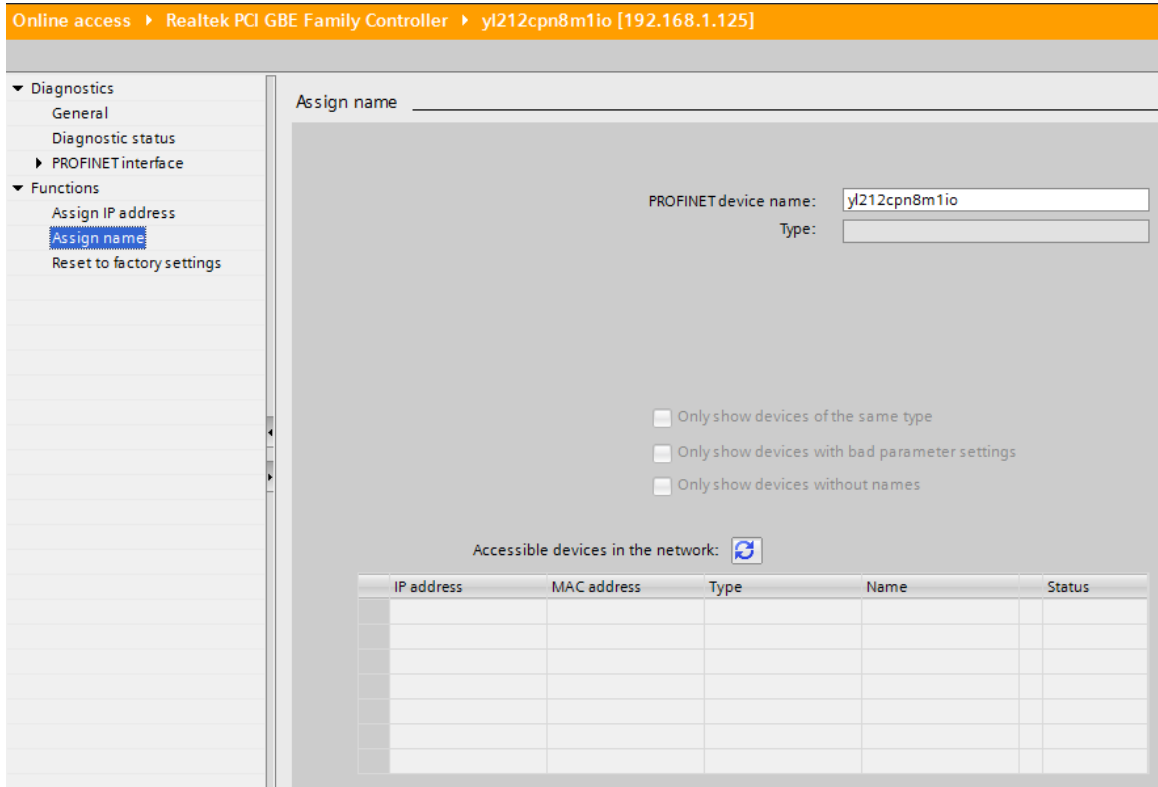 Online access ▸ Realtek PCI GBE Family Controller ▸ yl212cpn8m1io [192.168.1.125]
Diagnostics
General
Diagnostic status
PROFINET interface
Functions
Assign IP address
Assign name
Reset to factory settings
Assign name
PROFINET device name: yl212cpn8m1io
Type:
Only show devices of the same type
Only show devices with bad parameter settings
Only show devices without names
Accessible devices in the network:
IP address MAC address Type Name Status